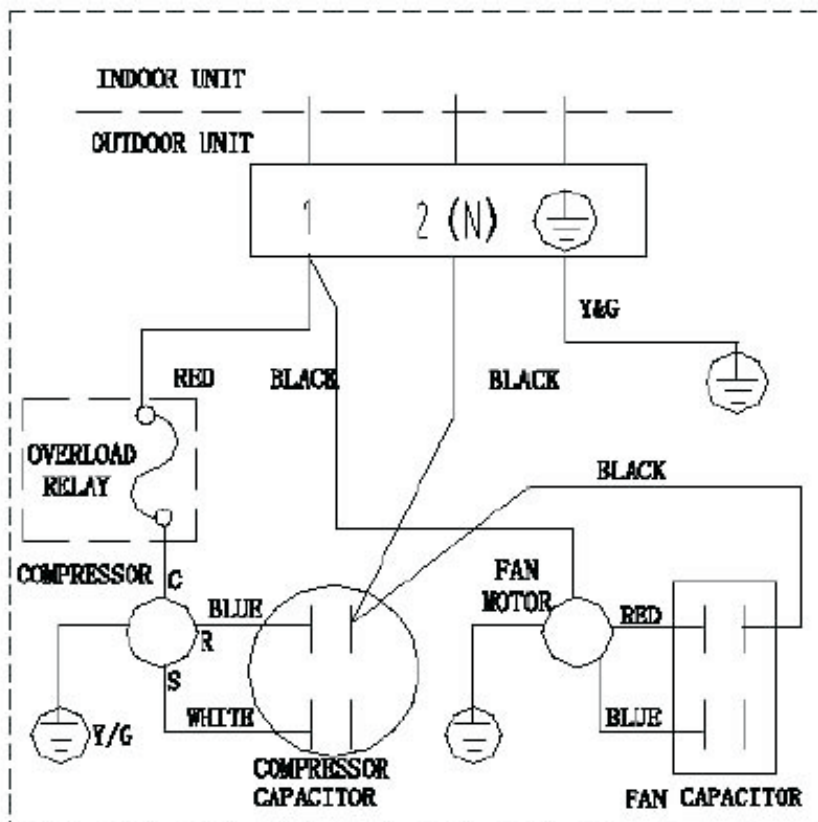 INDOOR UNIT
OUTDOOR UNIT
1 2 (N)
Y&G
RED BLACK BLACK
OVERLOAD
RELAY
BLACK
COMPRESSOR C
FAN
MOTOR
BLUE
R
RED
S
WHITE
Y/G
BLUE
COMPRESSOR
CAPACITOR
FAN CAPACITOR